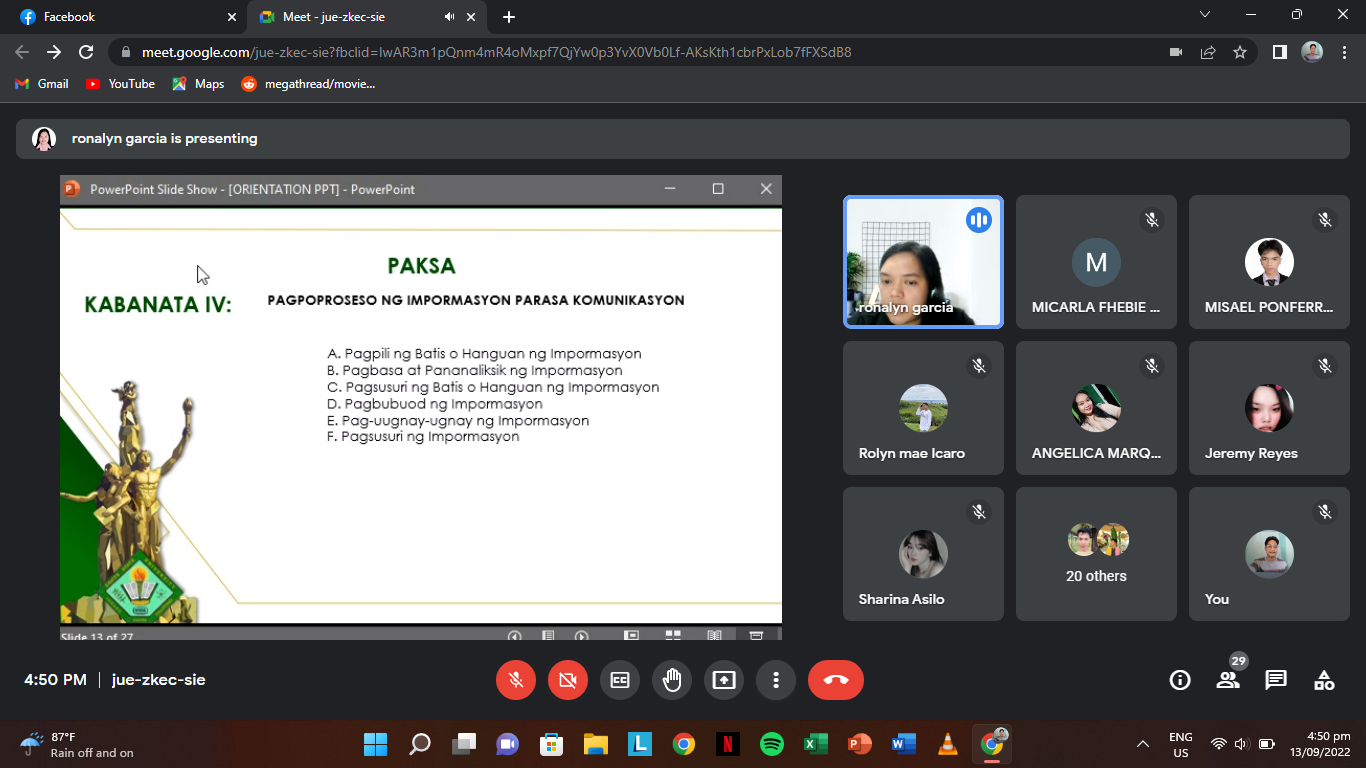 Facebook
Meet - jue-zkec-sie
meet.google.com/jue-zkec-sie?fbclid=IwAR3m1pQnm4mR4oMxpf7QjYw0p3YvX0Vb0Lf-AKsKth1cbrPxLob7fFXSdB8
Gmail YouTube Maps megathread/movie...
ronalyn garcia is presenting
PowerPoint Slide Show - [ORIENTATION PPT] - PowerPoint
PAKSA
KABANATA IV: PAGPOPROSESO NG IMPORMASYON PARASA KOMUNIKASYON
A. Pagpili ng Batis o Hanguan ng Impormasyon
B. Pagbasa at Pananaliksik ng Impormasyon
C. Pagsusuri ng Batis o Hanguan ng Impormasyon
D. Pagbubuod ng Impormasyon
E. Pag-uugnay-ugnay ng Impormasyon
F. Pagsusuri ng Impormasyon
Slide 13 of 27
ronalyn garcia
M
MICARLA FHEBIE ...
MISAEL PONFERR...
Rolyn mae Icaro
ANGELICA MARQ...
Jeremy Reyes
Sharina Asilo
20 others
You
4:50 PM | jue-zkec-sie
29
87°F
Rain off and on
ENG
US
4:50 pm
13/09/2022